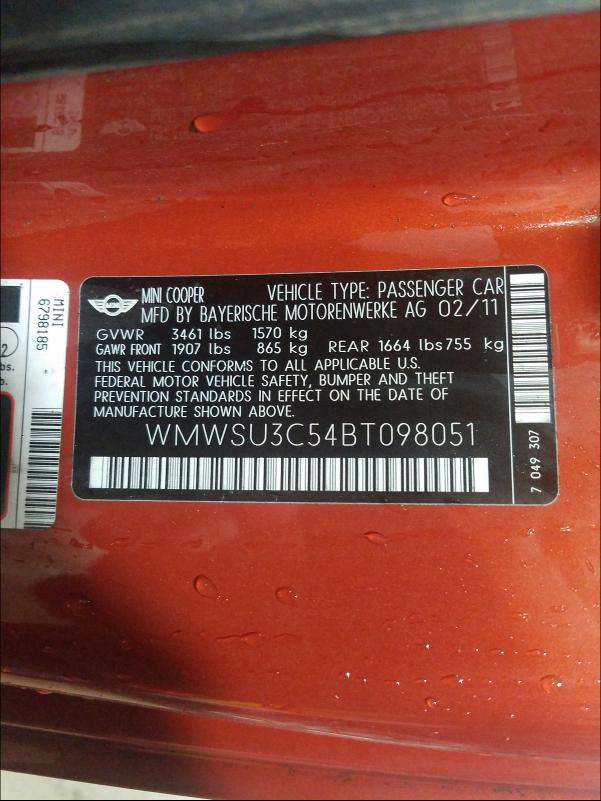 MINI COOPER VEHICLE TYPE: PASSENGER CAR
MFD BY BAYERISCHE MOTORENWERKE AG 02/11
GVWR 3461 lbs 1570 kg
GAWR FRONT 1907 lbs 865 kg REAR 1664 lbs 755 kg
THIS VEHICLE CONFORMS TO ALL APPLICABLE U.S.
FEDERAL MOTOR VEHICLE SAFETY, BUMPER AND THEFT
PREVENTION STANDARDS IN EFFECT ON THE DATE OF
MANUFACTURE SHOWN ABOVE.
WMWSU3C54BT098051
7 049 307
MINI
6798185